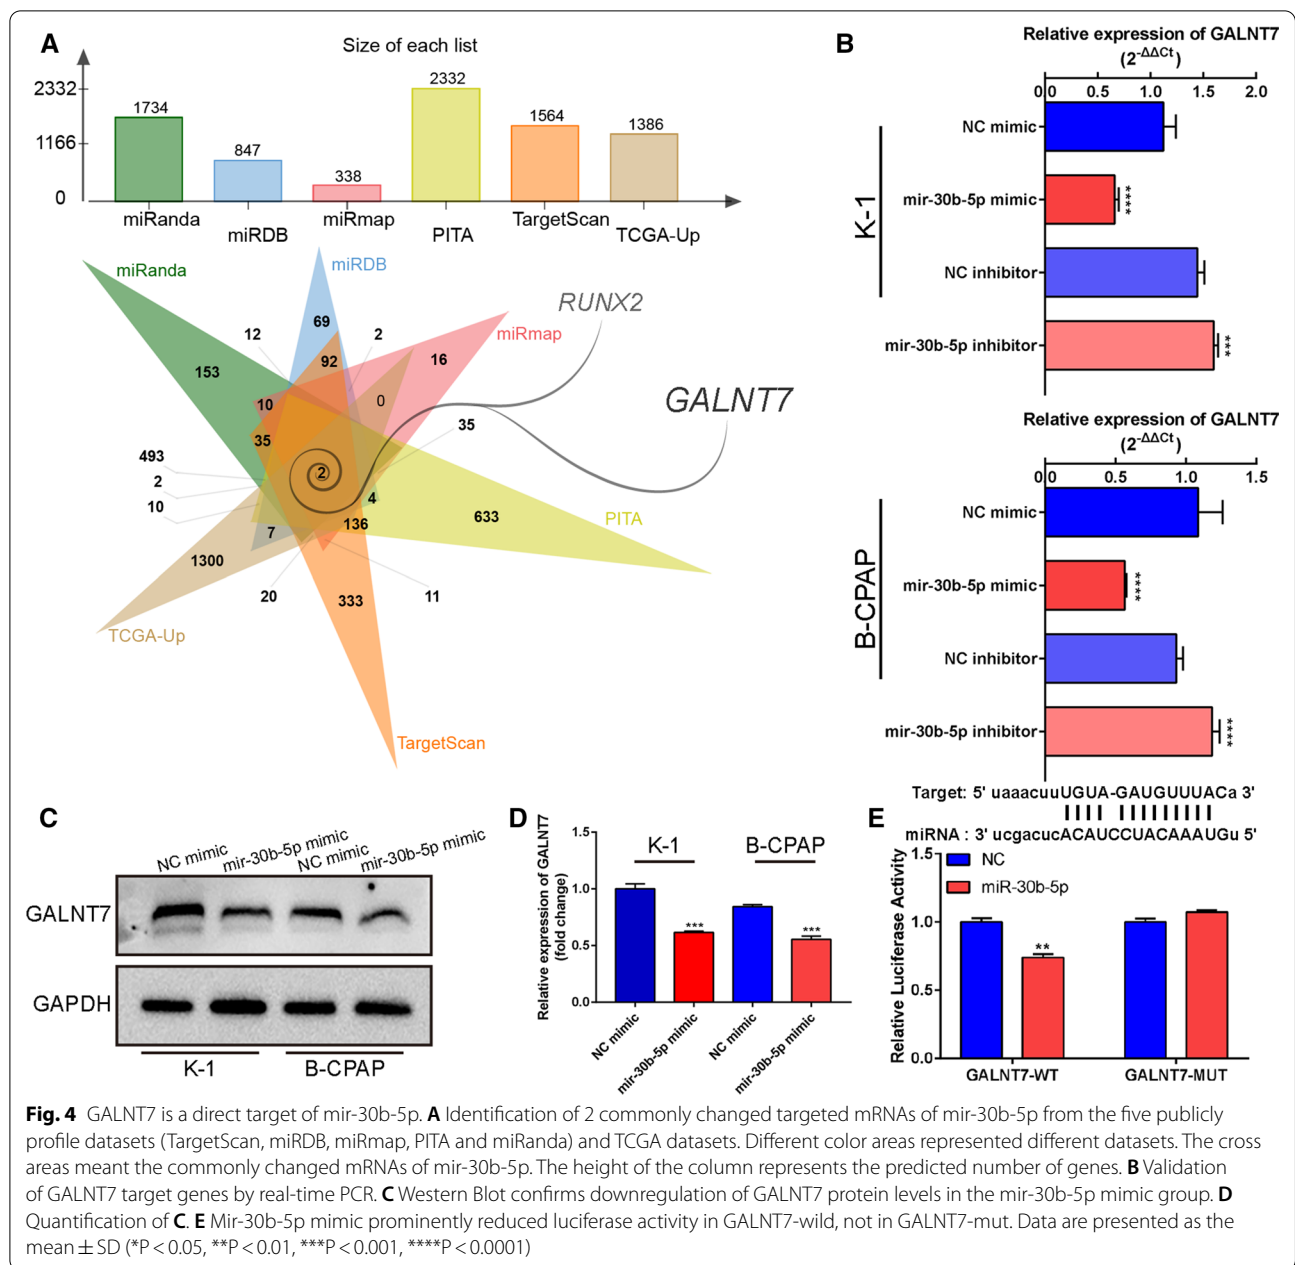 A
Size of each list
2332
1166
0
1734
847
338
2332
1564
1386
miRanda
miRDB
miRmap
PITA
TargetScan
TCGA-Up
miRanda
miRDB
miRmap
RUNX2
GALNT7
PITA
TargetScan
TCGA-Up
12
69
2
92
16
153
10
0
35
35
493
2
2
10
4
7
136
633
1300
20
333
11
B
Relative expression of GALNT7
(2-ΔΔCt)
0.0 0.5 1.0 1.5 2.0
K-1
NC mimic
mir-30b-5p mimic
****
NC inhibitor
mir-30b-5p inhibitor
***
Relative expression of GALNT7
(2-ΔΔCt)
0.0 0.5 1.0 1.5
B-CPAP
NC mimic
mir-30b-5p mimic
****
NC inhibitor
mir-30b-5p inhibitor
****
C
NC mimic
mir-30b-5p mimic
NC mimic
mir-30b-5p mimic
GALNT7
GAPDH
K-1
B-CPAP
D
Relative expression of GALNT7
(fold change)
1.5
1.0
0.5
0.0
K-1
B-CPAP
***
***
NC mimic
mir-30b-5p mimic
NC mimic
mir-30b-5p mimic
E
Target: 5' uaaacuuUGUA-GAUGUUUACa 3'
miRNA : 3' ucgacucACAUCCUACAAAUGu 5'
Relative Luciferase Activity
1.5
1.0
0.5
0.0
NC
miR-30b-5p
**
GALNT7-WT
GALNT7-MUT
Fig. 4 GALNT7 is a direct target of mir-30b-5p. A Identification of 2 commonly changed targeted mRNAs of mir-30b-5p from the five publicly
profile datasets (TargetScan, miRDB, miRmap, PITA and miRanda) and TCGA datasets. Different color areas represented different datasets. The cross
areas meant the commonly changed mRNAs of mir-30b-5p. The height of the column represents the predicted number of genes. B Validation
of GALNT7 target genes by real-time PCR. C Western Blot confirms downregulation of GALNT7 protein levels in the mir-30b-5p mimic group. D
Quantification of C. E Mir-30b-5p mimic prominently reduced luciferase activity in GALNT7-wild, not in GALNT7-mut. Data are presented as the
mean ± SD (*P < 0.05, **P < 0.01, ***P < 0.001, ****P < 0.0001)